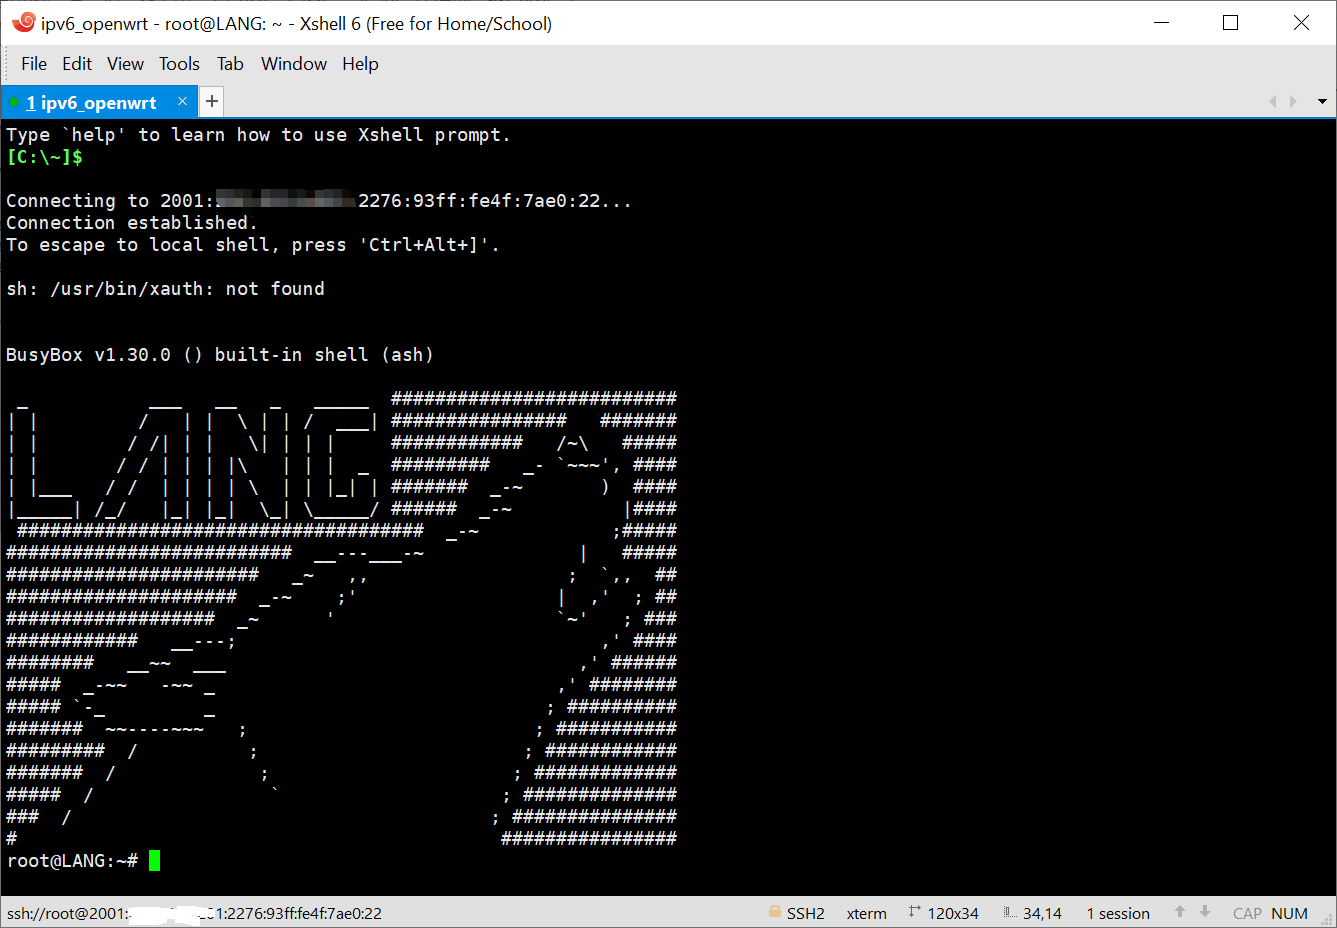 ipv6_openwrt - root@LANG: ~ - Xshell 6 (Free for Home/School)
File Edit View Tools Tab Window Help
1 ipv6_openwrt × +
Type `help' to learn how to use Xshell prompt.
[C:\~]$
Connecting to 2001: 2276:93ff:fe4f:7ae0:22...
Connection established.
To escape to local shell, press 'Ctrl+Alt+]'.
sh: /usr/bin/xauth: not found
BusyBox v1.30.0 () built-in shell (ash)
LANG
root@LANG:~#
ssh://root@2001: :2276:93ff:fe4f:7ae0:22 SSH2 xterm 120x34 34,14 1 session CAP NUM